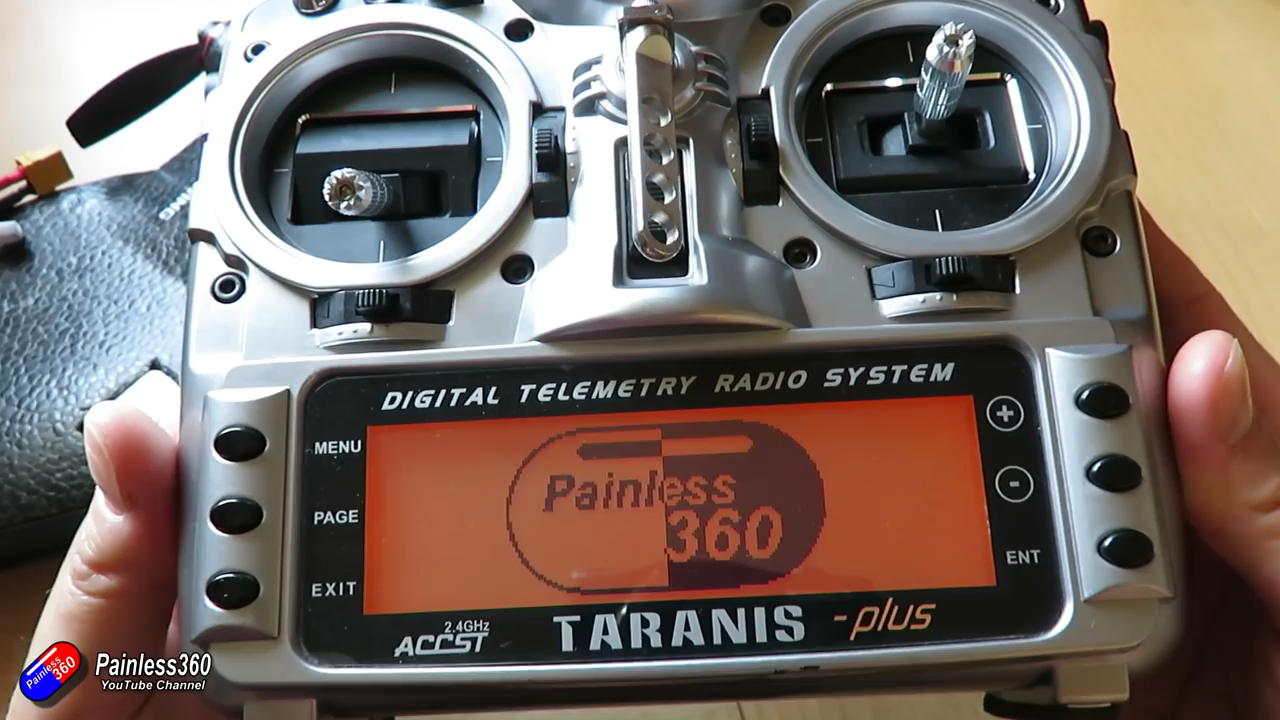 DIGITAL TELEMETRY RADIO SYSTEM
MENU
PAGE
EXIT
Painless
360
+
-
ENT
2.4GHz
ACCST
TARANIS -plus
Painless
360
Painless360
YouTube Channel